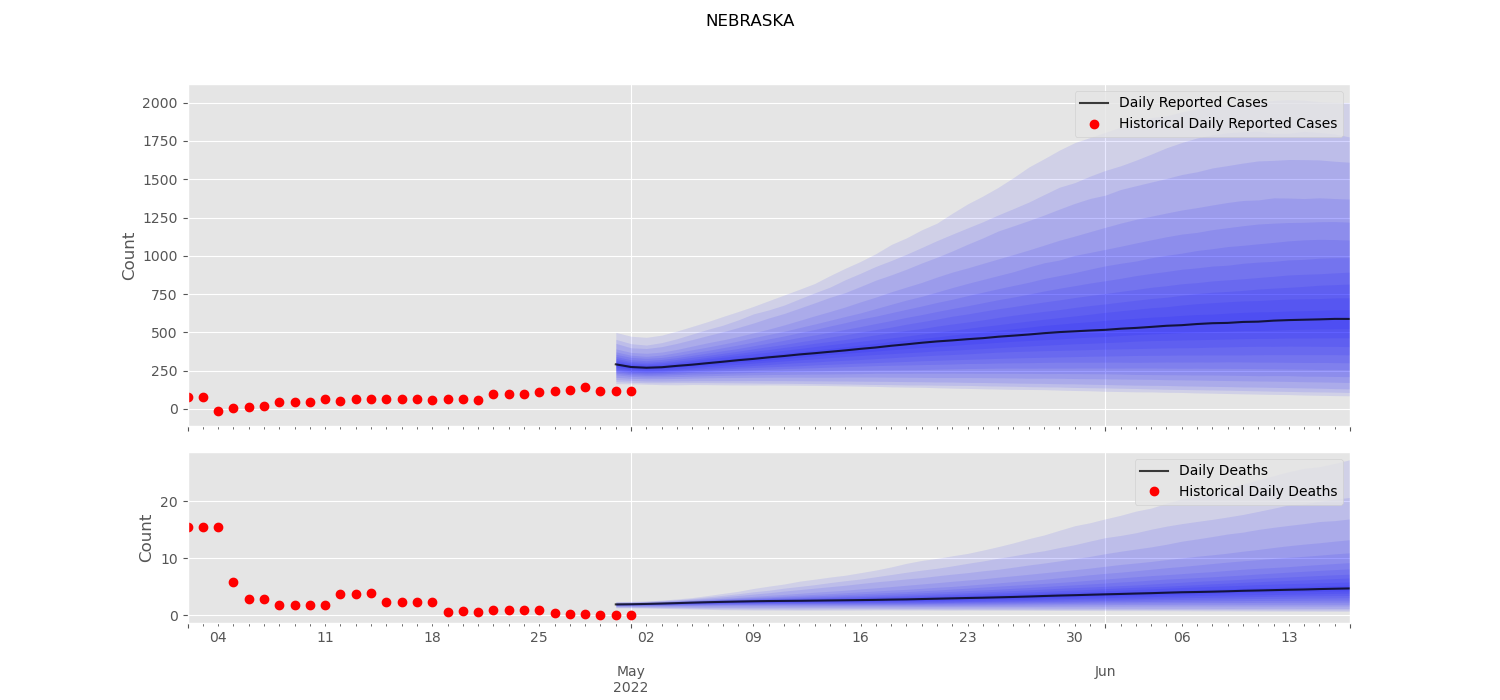 NEBRASKA
2000
1750
1500
1250
1000
750
500
250
0
Count
Daily Reported Cases
Historical Daily Reported Cases
20
10
0
Count
Daily Deaths
Historical Daily Deaths
04 11 18 25 02 09 16 23 30 06 13
May Jun
2022